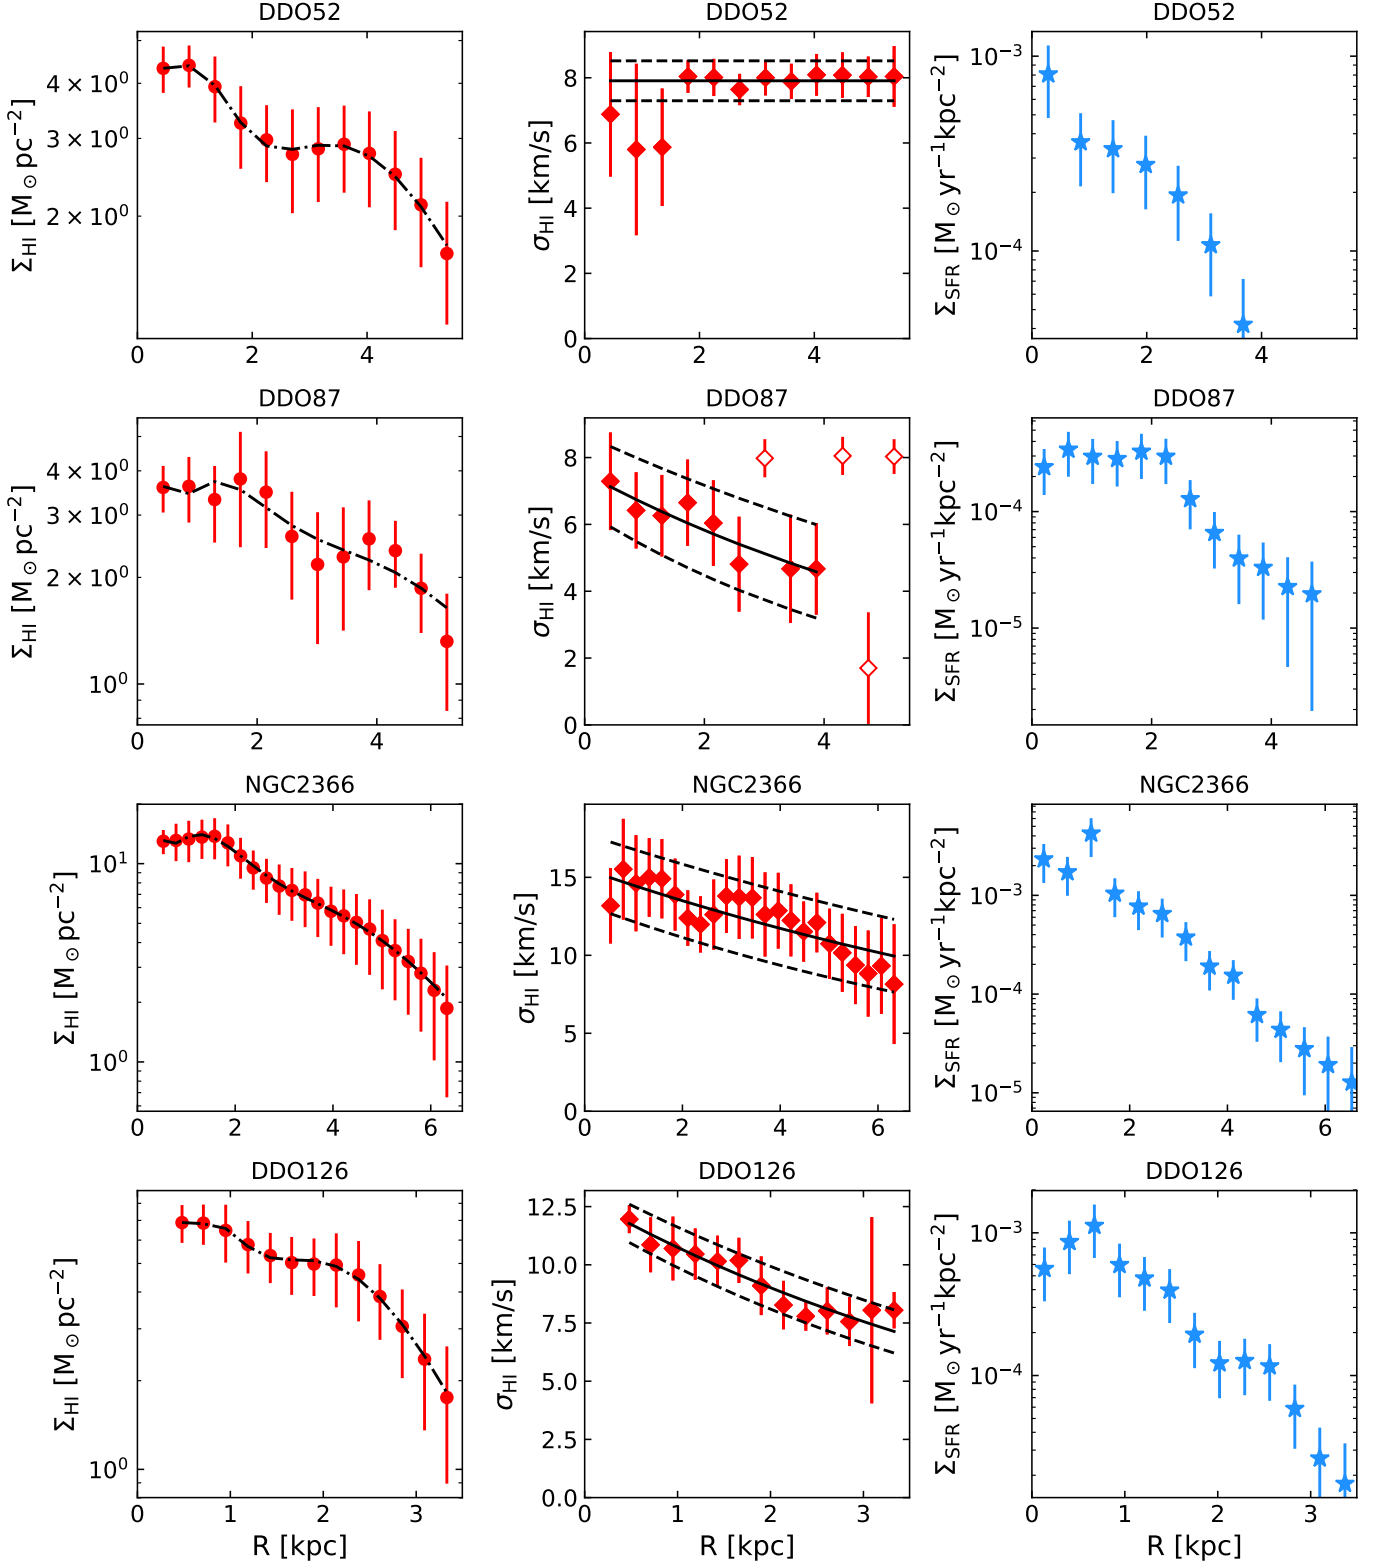 DDO52 DDO52 DDO52
Σ_HI [M_⊙ pc⁻²]
4 × 10⁰
3 × 10⁰
2 × 10⁰
0 2 4
σ_HI [km/s]
8
6
4
2
0
0 2 4
Σ_SFR [M_⊙ yr⁻¹kpc⁻²]
10⁻³
10⁻⁴
0 2 4
DDO87 DDO87 DDO87
Σ_HI [M_⊙ pc⁻²]
4 × 10⁰
3 × 10⁰
2 × 10⁰
10⁰
0 2 4
σ_HI [km/s]
8
6
4
2
0
0 2 4
Σ_SFR [M_⊙ yr⁻¹kpc⁻²]
10⁻⁴
10⁻⁵
0 2 4
NGC2366 NGC2366 NGC2366
Σ_HI [M_⊙ pc⁻²]
10¹
10⁰
0 2 4 6
σ_HI [km/s]
15
10
5
0
0 2 4 6
Σ_SFR [M_⊙ yr⁻¹kpc⁻²]
10⁻³
10⁻⁴
10⁻⁵
0 2 4 6
DDO126 DDO126 DDO126
Σ_HI [M_⊙ pc⁻²]
10⁰
0 1 2 3
R [kpc]
σ_HI [km/s]
12.5
10.0
7.5
5.0
2.5
0.0
0 1 2 3
R [kpc]
Σ_SFR [M_⊙ yr⁻¹kpc⁻²]
10⁻³
10⁻⁴
0 1 2 3
R [kpc]